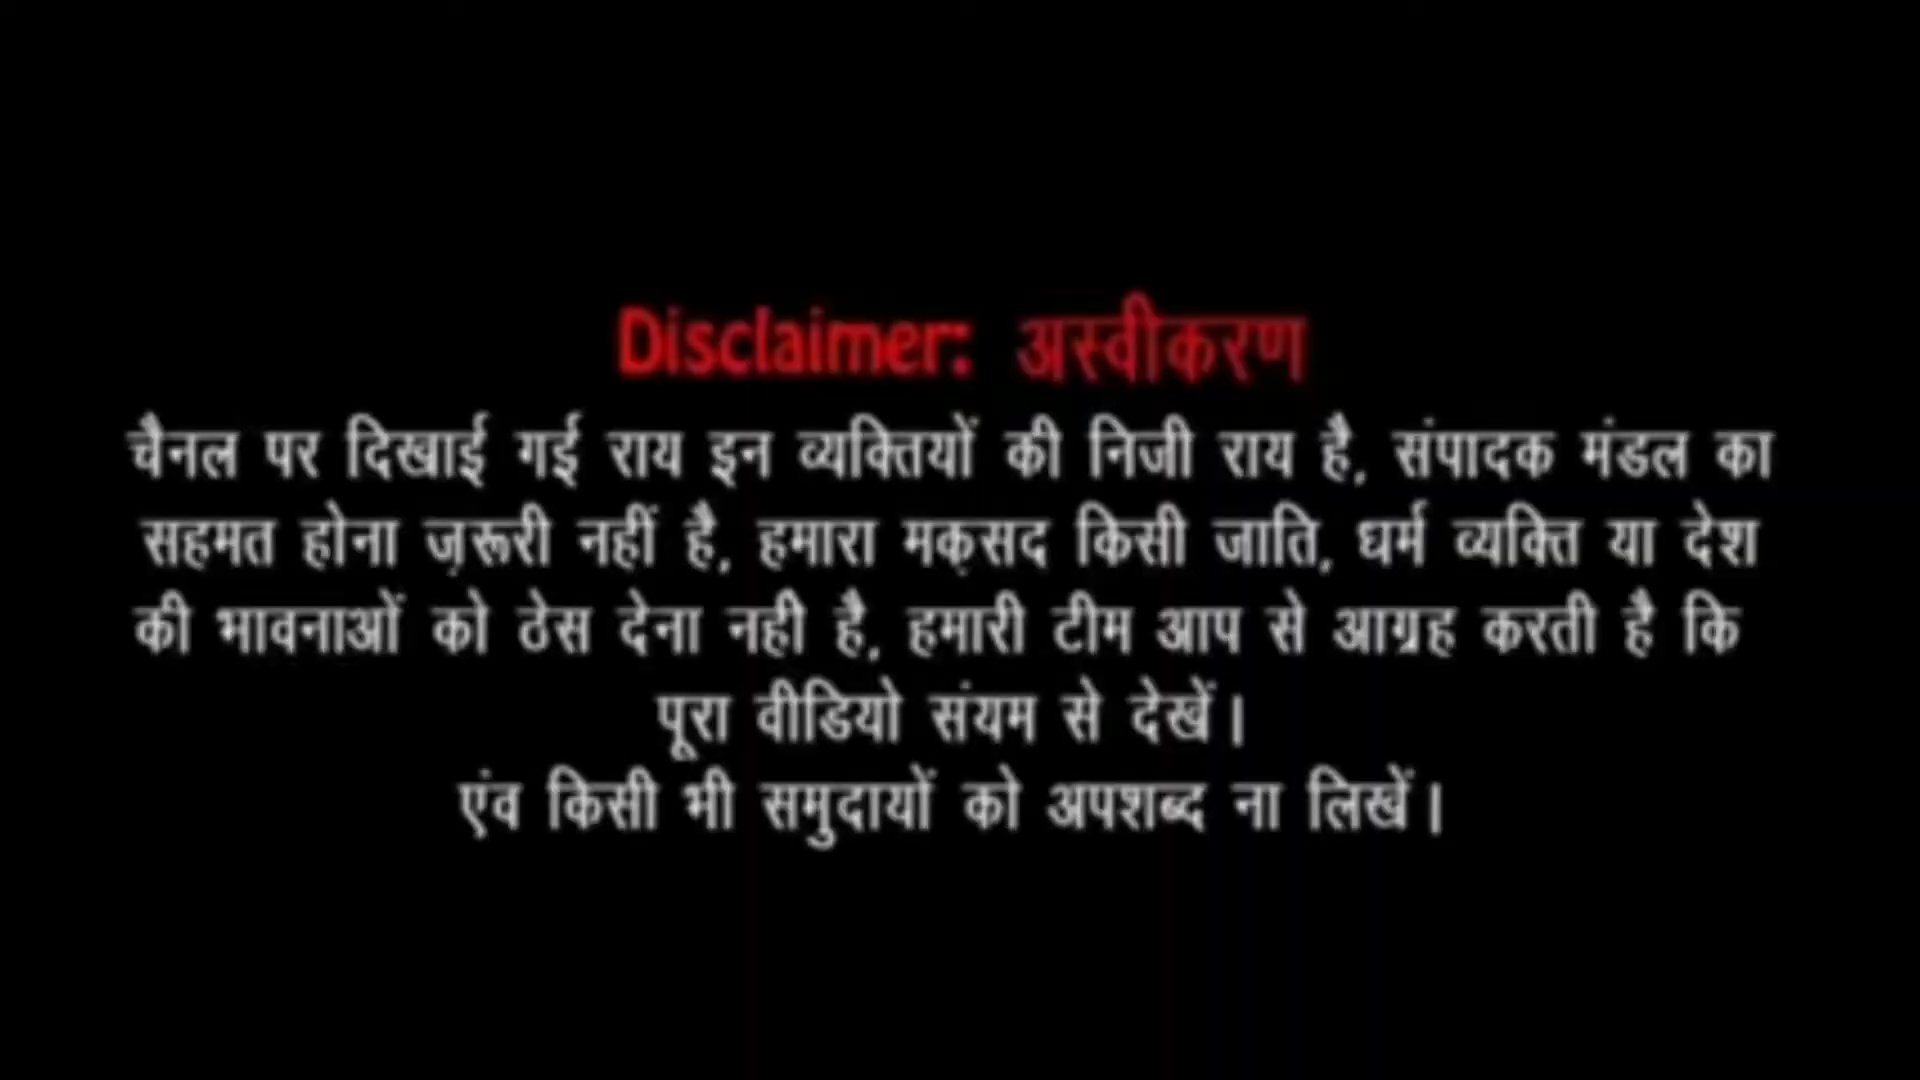 Disclaimer: अस्वीकरण
चैनल पर दिखाई गई राय इन व्यक्तियों की निजी राय है, संपादक मंडल का
सहमत होना ज़रूरी नहीं है, हमारा मक़सद किसी जाति, धर्म व्यक्ति या देश
की भावनाओं को ठेस देना नही है, हमारी टीम आप से आग्रह करती है कि
पूरा वीडियो संयम से देखें।
एंव किसी भी समुदायों को अपशब्द ना लिखें।